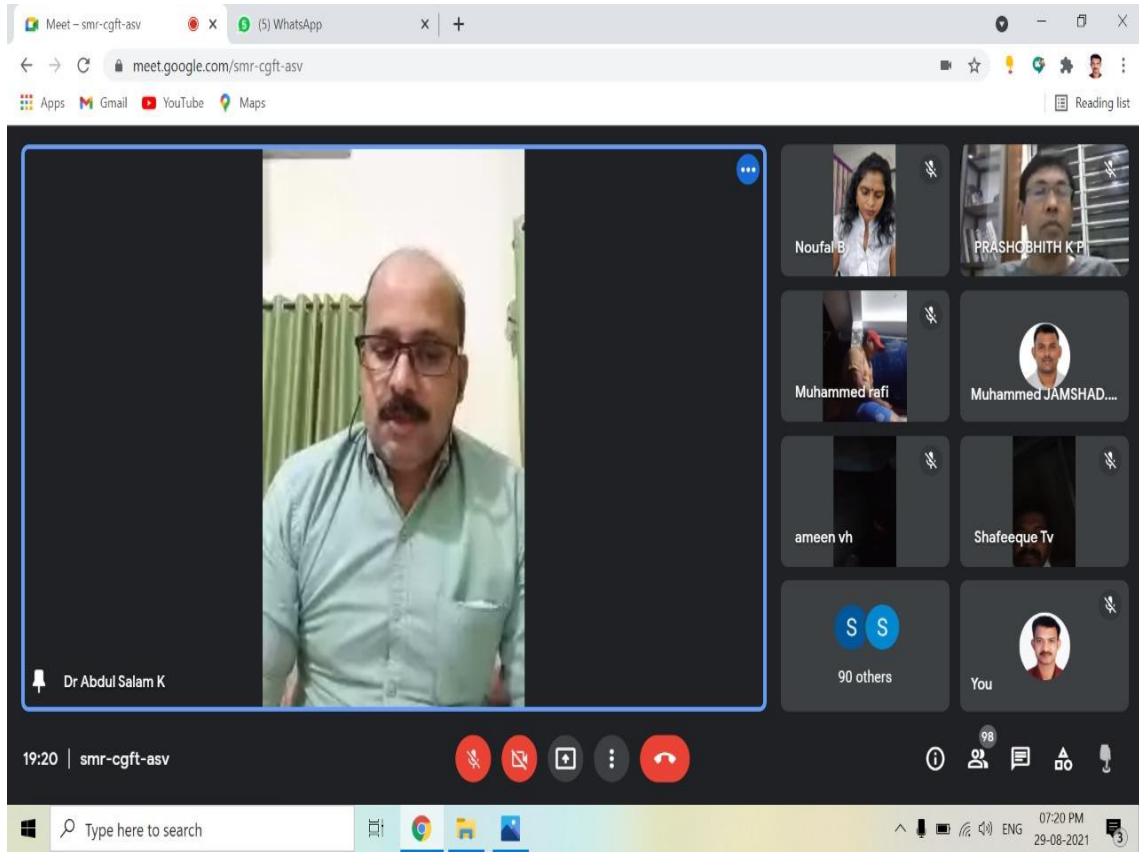 Meet – smr-cgft-asv
(5) WhatsApp
meet.google.com/smr-cgft-asv
Apps Gmail YouTube Maps
Reading list
Dr Abdul Salam K
Noufal B
PRASHOBHITH K P
Muhammed rafi
Muhammed JAMSHAD....
ameen vh
Shafeeque Tv
S S
90 others
You
19:20 | smr-cgft-asv
98
Type here to search
ENG
07:20 PM
29-08-2021
3